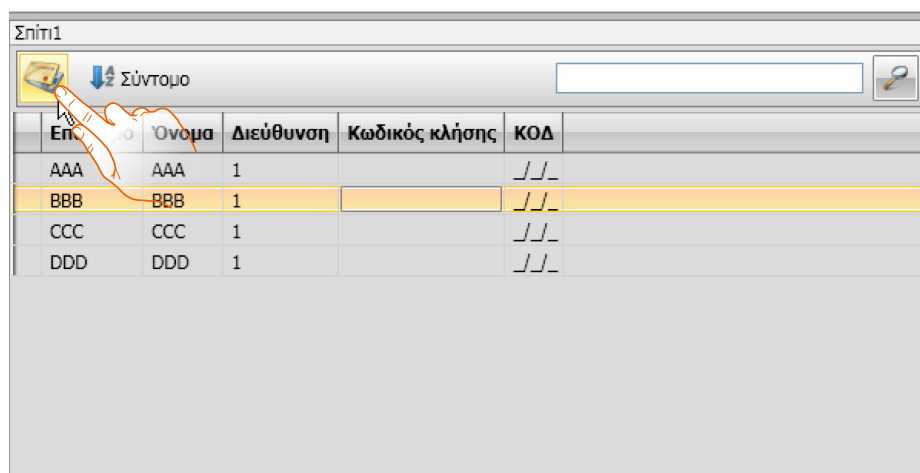 Σπίτι1
Σύντομο
Όνομα Διεύθυνση Κωδικός κλήσης ΚΟΔ
AAA AAA 1 _/_/_
BBB BBB 1 _/_/_
CCC CCC 1 _/_/_
DDD DDD 1 _/_/_